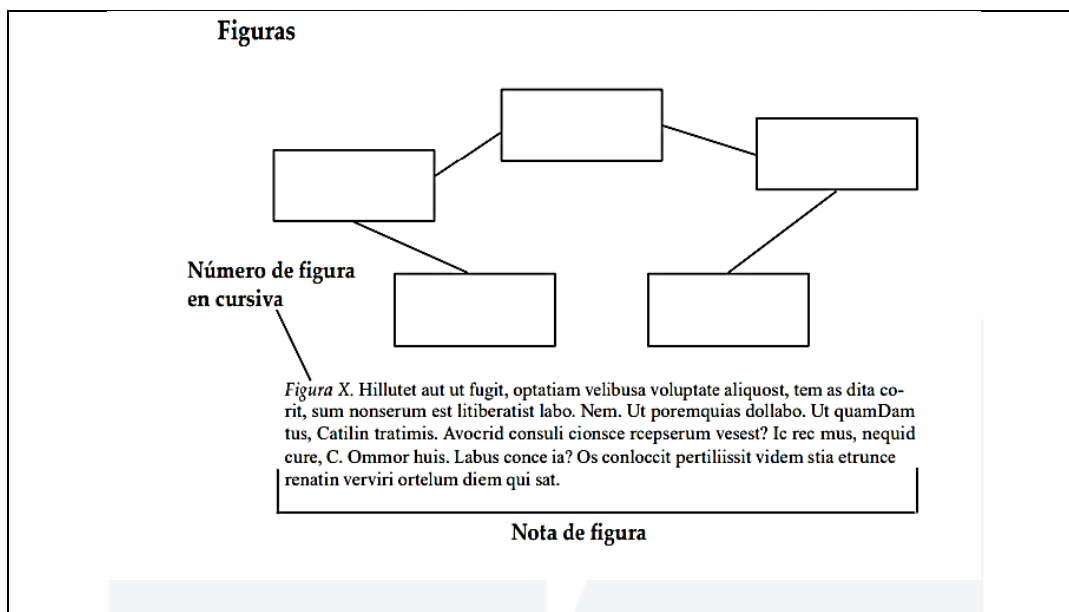 Figuras
Número de figura
en cursiva
Figura X. Hillutet aut ut fugit, optatiam velibusa voluptate aliquost, tem as dita co-
rit, sum nonserum est litiberatist labo. Nem. Ut poremquias dollabo. Ut quamDam
tus, Catilin tratimis. Avocrid consuli cionsce rcepserum vesest? Ic rec mus, nequid
cure, C. Ommor huis. Labus conce ia? Os conloccit pertiliissit videm stia etrunce
renatin verviri ortelum diem qui sat.
Nota de figura